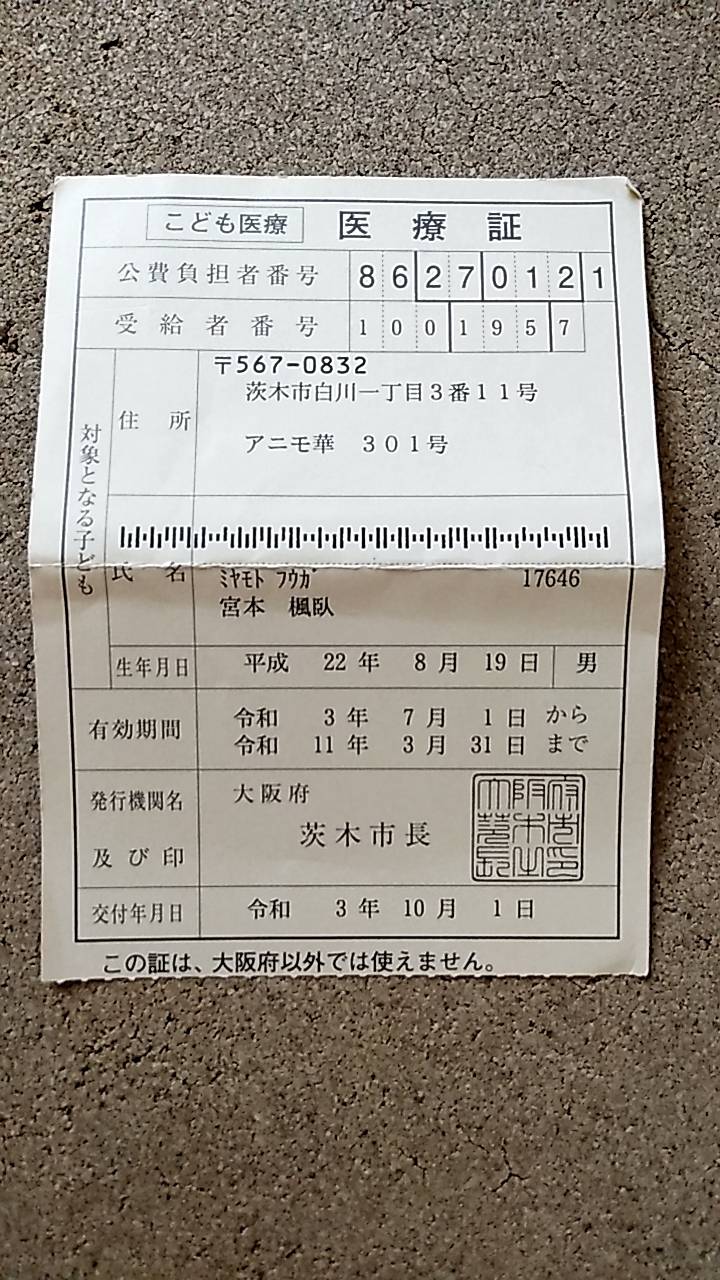 こども医療 医療証
公費負担者番号 86270121
受給者番号 1001957
対象となる子ども
住所 〒567-0832
茨木市白川一丁目3番11号
アニモ華 301号
氏名 ミヤモト フウガ 17646
宮本 楓臥
生年月日 平成 22年 8月 19日 男
有効期間 令和 3年 7月 1日 から
令和 11年 3月 31日 まで
発行機関名 大阪府
及び印 茨木市長
交付年月日 令和 3年 10月 1日
この証は、大阪府以外では使えません。